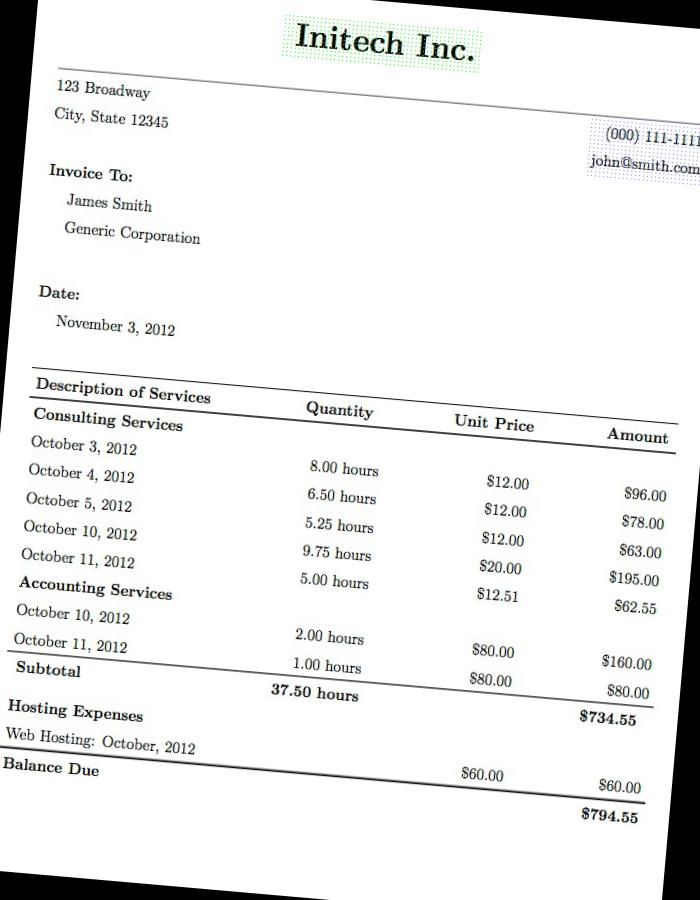 Initech Inc.
123 Broadway
City, State 12345
(000) 111-1111
john@smith.com
Invoice To:
James Smith
Generic Corporation
Date:
November 3, 2012
Description of Services Quantity Unit Price Amount
Consulting Services
October 3, 2012 8.00 hours $12.00 $96.00
October 4, 2012 6.50 hours $12.00 $78.00
October 5, 2012 5.25 hours $12.00 $63.00
October 10, 2012 9.75 hours $20.00 $195.00
October 11, 2012 5.00 hours $12.51 $62.55
Accounting Services
October 10, 2012 2.00 hours $80.00 $160.00
October 11, 2012 1.00 hours $80.00 $80.00
Subtotal 37.50 hours $734.55
Hosting Expenses
Web Hosting: October, 2012 $60.00 $60.00
Balance Due $794.55